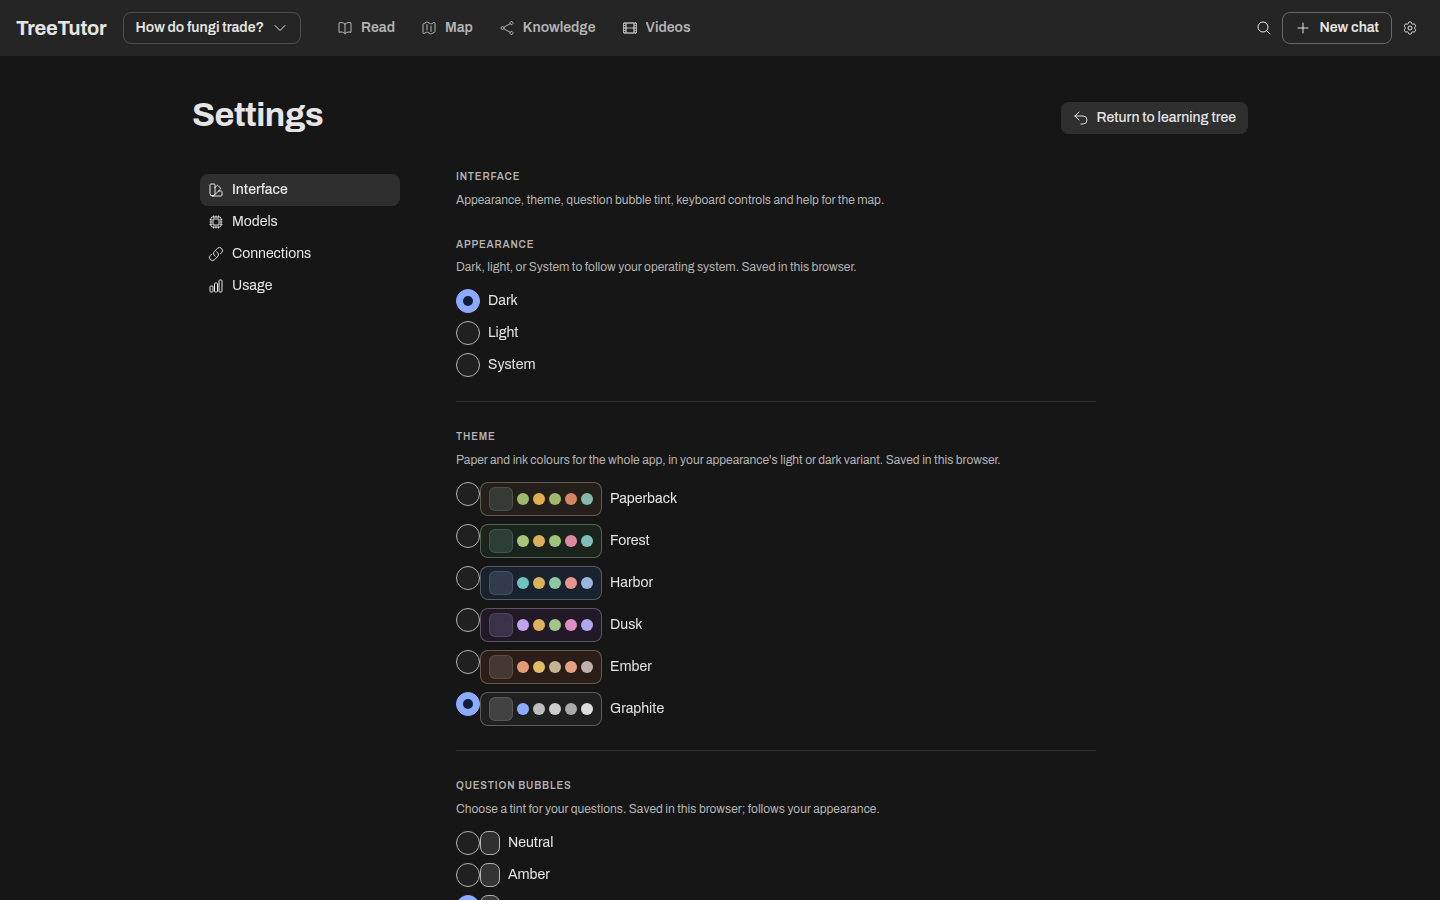 TreeTutor
How do fungi trade?
Read
Map
Knowledge
Videos
New chat
Settings
Return to learning tree
Interface
Models
Connections
Usage
INTERFACE
Appearance, theme, question bubble tint, keyboard controls and help for the map.
APPEARANCE
Dark, light, or System to follow your operating system. Saved in this browser.
Dark
Light
System
THEME
Paper and ink colours for the whole app, in your appearance's light or dark variant. Saved in this browser.
Paperback
Forest
Harbor
Dusk
Ember
Graphite
QUESTION BUBBLES
Choose a tint for your questions. Saved in this browser; follows your appearance.
Neutral
Amber